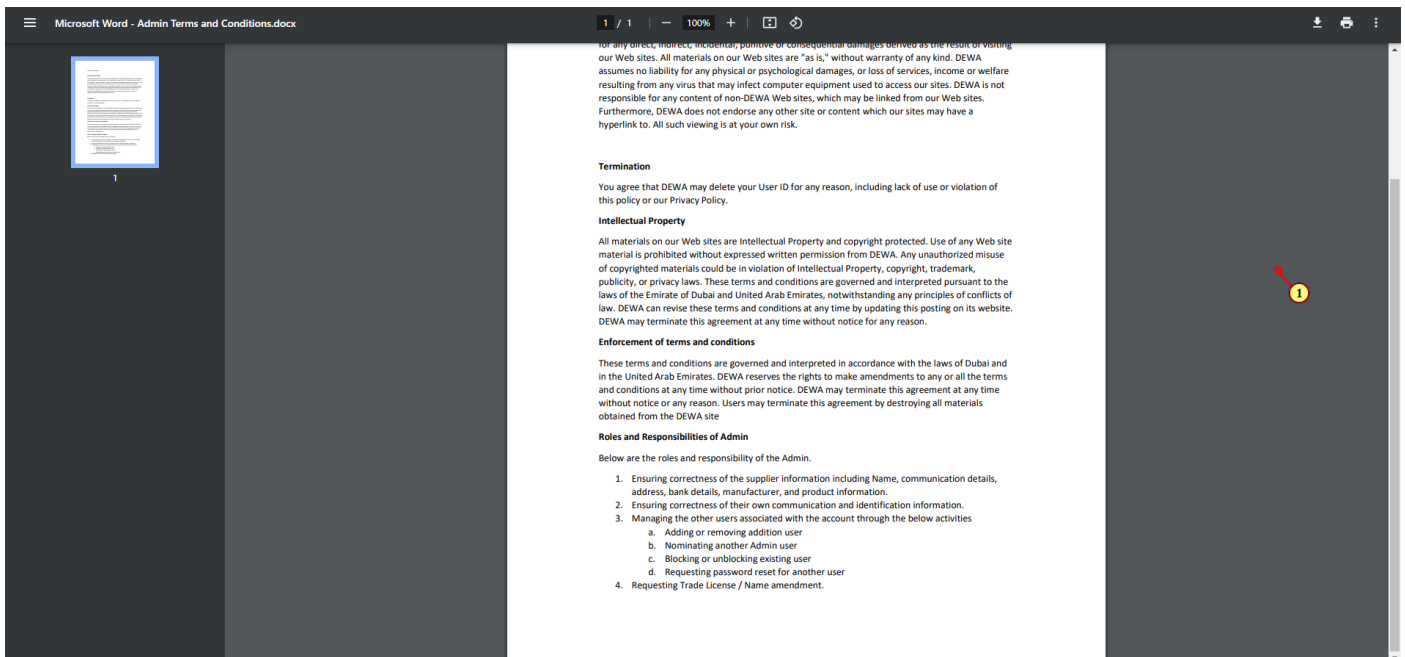 Microsoft Word - Admin Terms and Conditions.docx
1 / 1 | − 100% + |
1
for any direct, indirect, incidental, punitive or consequential damages derived as the result of visiting
our Web sites. All materials on our Web sites are "as is," without warranty of any kind. DEWA
assumes no liability for any physical or psychological damages, or loss of services, income or welfare
resulting from any virus that may infect computer equipment used to access our sites. DEWA is not
responsible for any content of non-DEWA Web sites, which may be linked from our Web sites.
Furthermore, DEWA does not endorse any other site or content which our sites may have a
hyperlink to. All such viewing is at your own risk.
Termination
You agree that DEWA may delete your User ID for any reason, including lack of use or violation of
this policy or our Privacy Policy.
Intellectual Property
All materials on our Web sites are Intellectual Property and copyright protected. Use of any Web site
material is prohibited without expressed written permission from DEWA. Any unauthorized misuse
of copyrighted materials could be in violation of Intellectual Property, copyright, trademark,
publicity, or privacy laws. These terms and conditions are governed and interpreted pursuant to the
laws of the Emirate of Dubai and United Arab Emirates, notwithstanding any principles of conflicts of
law. DEWA can revise these terms and conditions at any time by updating this posting on its website.
DEWA may terminate this agreement at any time without notice for any reason.
Enforcement of terms and conditions
These terms and conditions are governed and interpreted in accordance with the laws of Dubai and
in the United Arab Emirates. DEWA reserves the rights to make amendments to any or all the terms
and conditions at any time without prior notice. DEWA may terminate this agreement at any time
without notice or any reason. Users may terminate this agreement by destroying all materials
obtained from the DEWA site
Roles and Responsibilities of Admin
Below are the roles and responsibility of the Admin.
1. Ensuring correctness of the supplier information including Name, communication details,
address, bank details, manufacturer, and product information.
2. Ensuring correctness of their own communication and identification information.
3. Managing the other users associated with the account through the below activities
a. Adding or removing addition user
b. Nominating another Admin user
c. Blocking or unblocking existing user
d. Requesting password reset for another user
4. Requesting Trade License / Name amendment.
1